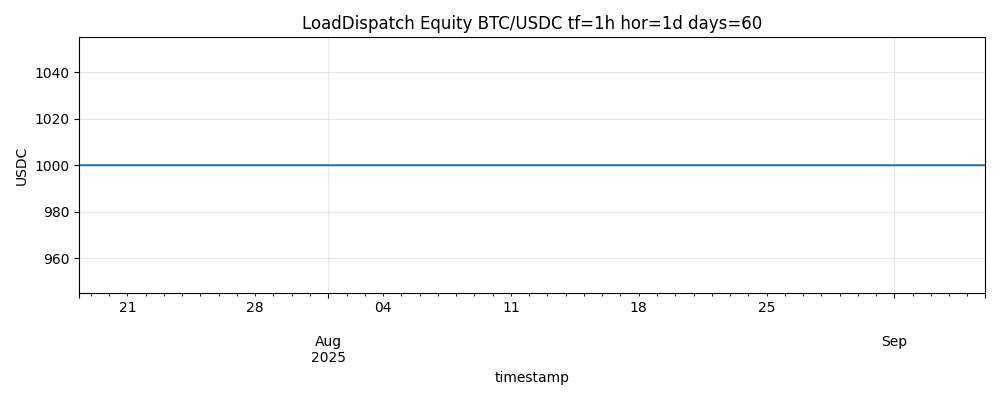 LoadDispatch Equity BTC/USDC tf=1h hor=1d days=60
1040
1020
1000
980
960
USDC
21 28 04 11 18 25
Aug Sep
2025
timestamp